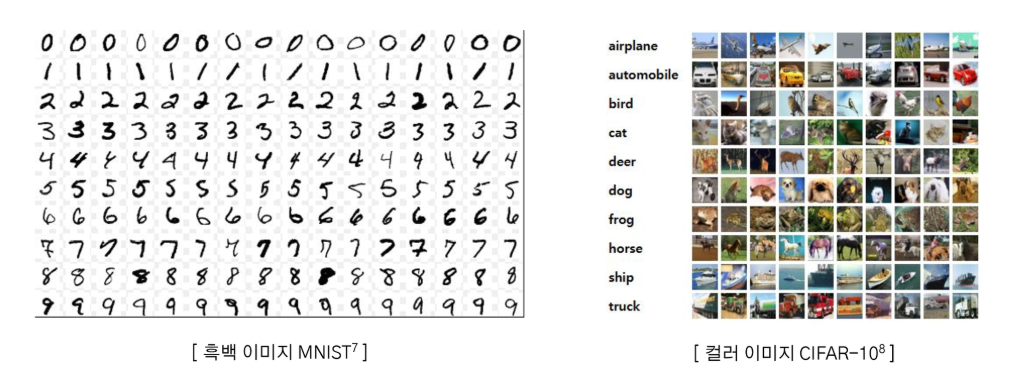 0 0 0 0 0 0 0 0 0 0 0 0 0 0 0 0
1 1 1 1 1 1 1 1 1 1 1 1 1 1 1 1
2 2 2 2 2 2 2 2 2 2 2 2 2 2 2 2
3 3 3 3 3 3 3 3 3 3 3 3 3 3 3 3
4 4 4 4 4 4 4 4 4 4 4 4 4 4 4 4
5 5 5 5 5 5 5 5 5 5 5 5 5 5 5 5
6 6 6 6 6 6 6 6 6 6 6 6 6 6 6 6
7 7 7 7 7 7 7 7 7 7 7 7 7 7 7 7
8 8 8 8 8 8 8 8 8 8 8 8 8 8 8 8
9 9 9 9 9 9 9 9 9 9 9 9 9 9 9 9
[ 흑백 이미지 MNIST⁷ ]
airplane
automobile
bird
cat
deer
dog
frog
horse
ship
truck
[ 컬러 이미지 CIFAR-10⁸ ]